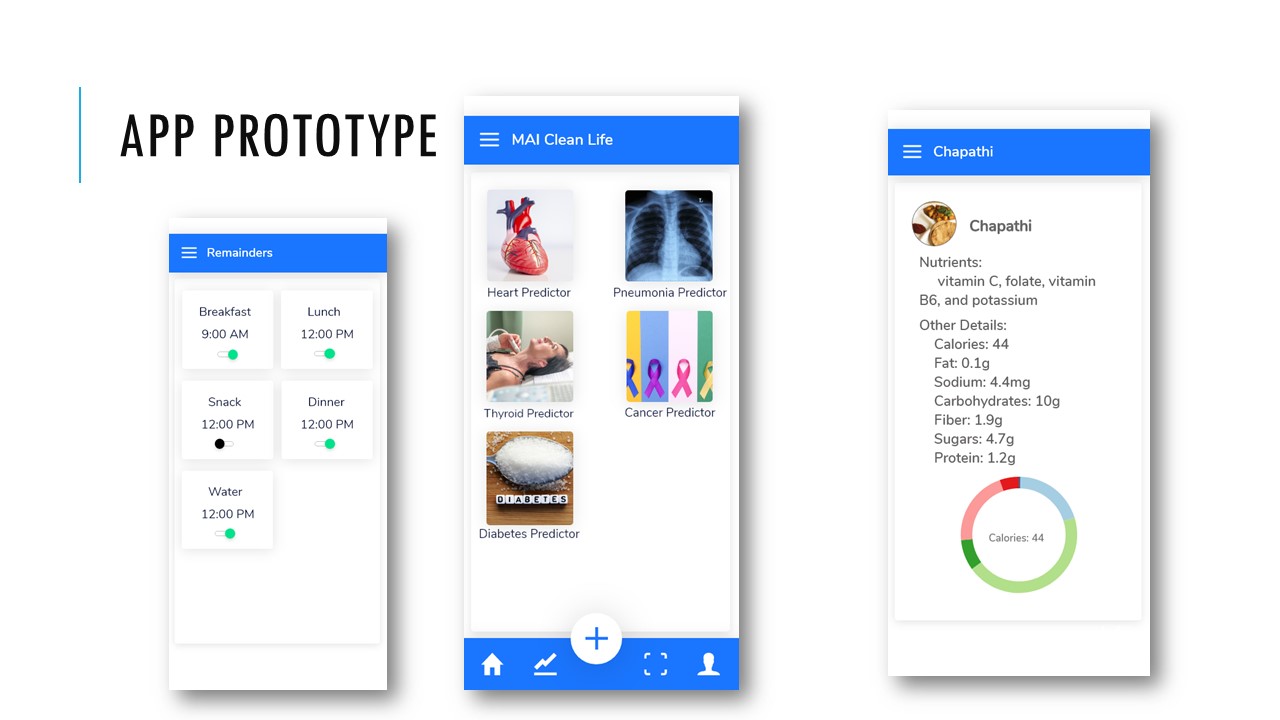 APP PROTOTYPE
Remainders
Breakfast
9:00 AM
Lunch
12:00 PM
Snack
12:00 PM
Dinner
12:00 PM
Water
12:00 PM
MAI Clean Life
Heart Predictor
L
Pneumonia Predictor
Thyroid Predictor
Cancer Predictor
DIABETES
Diabetes Predictor
Chapathi
Chapathi
Nutrients:
vitamin C, folate, vitamin
B6, and potassium
Other Details:
Calories: 44
Fat: 0.1g
Sodium: 4.4mg
Carbohydrates: 10g
Fiber: 1.9g
Sugars: 4.7g
Protein: 1.2g
Calories: 44